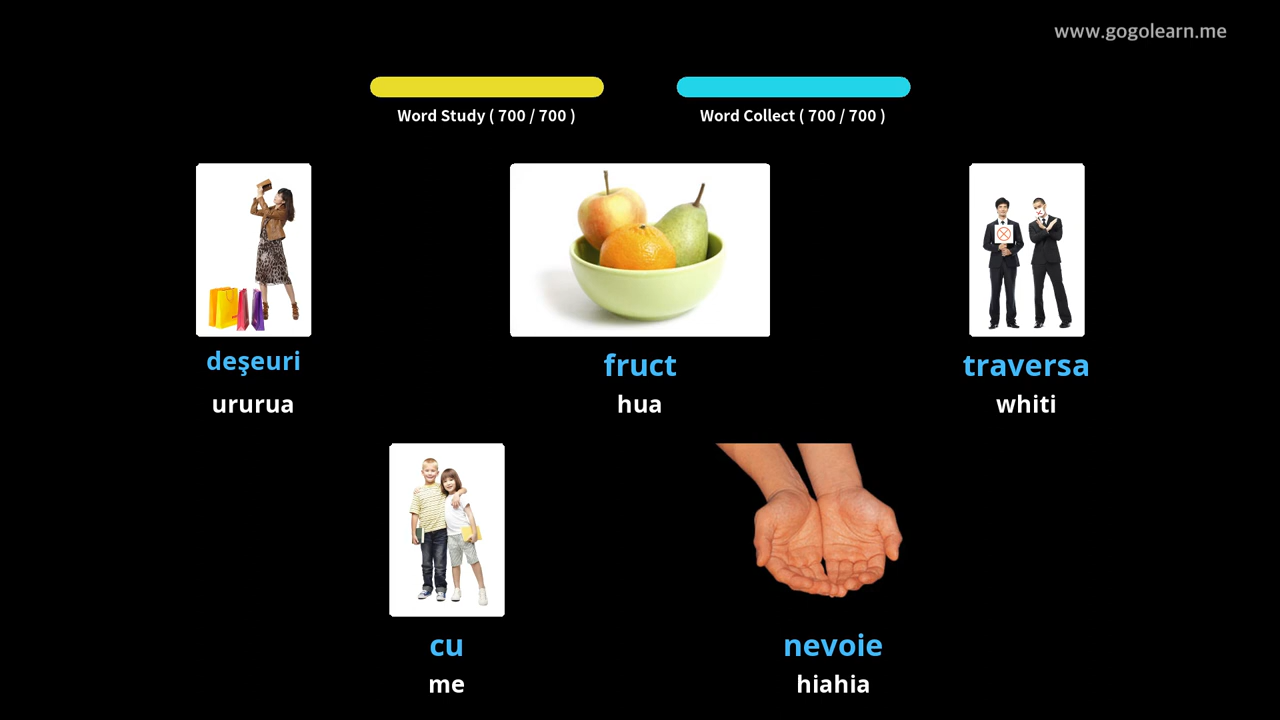 www.gogolearn.me
Word Study ( 700 / 700 )
Word Collect ( 700 / 700 )
deşeuri
fruct
traversa
ururua
hua
whiti
cu
nevoie
me
hiahia